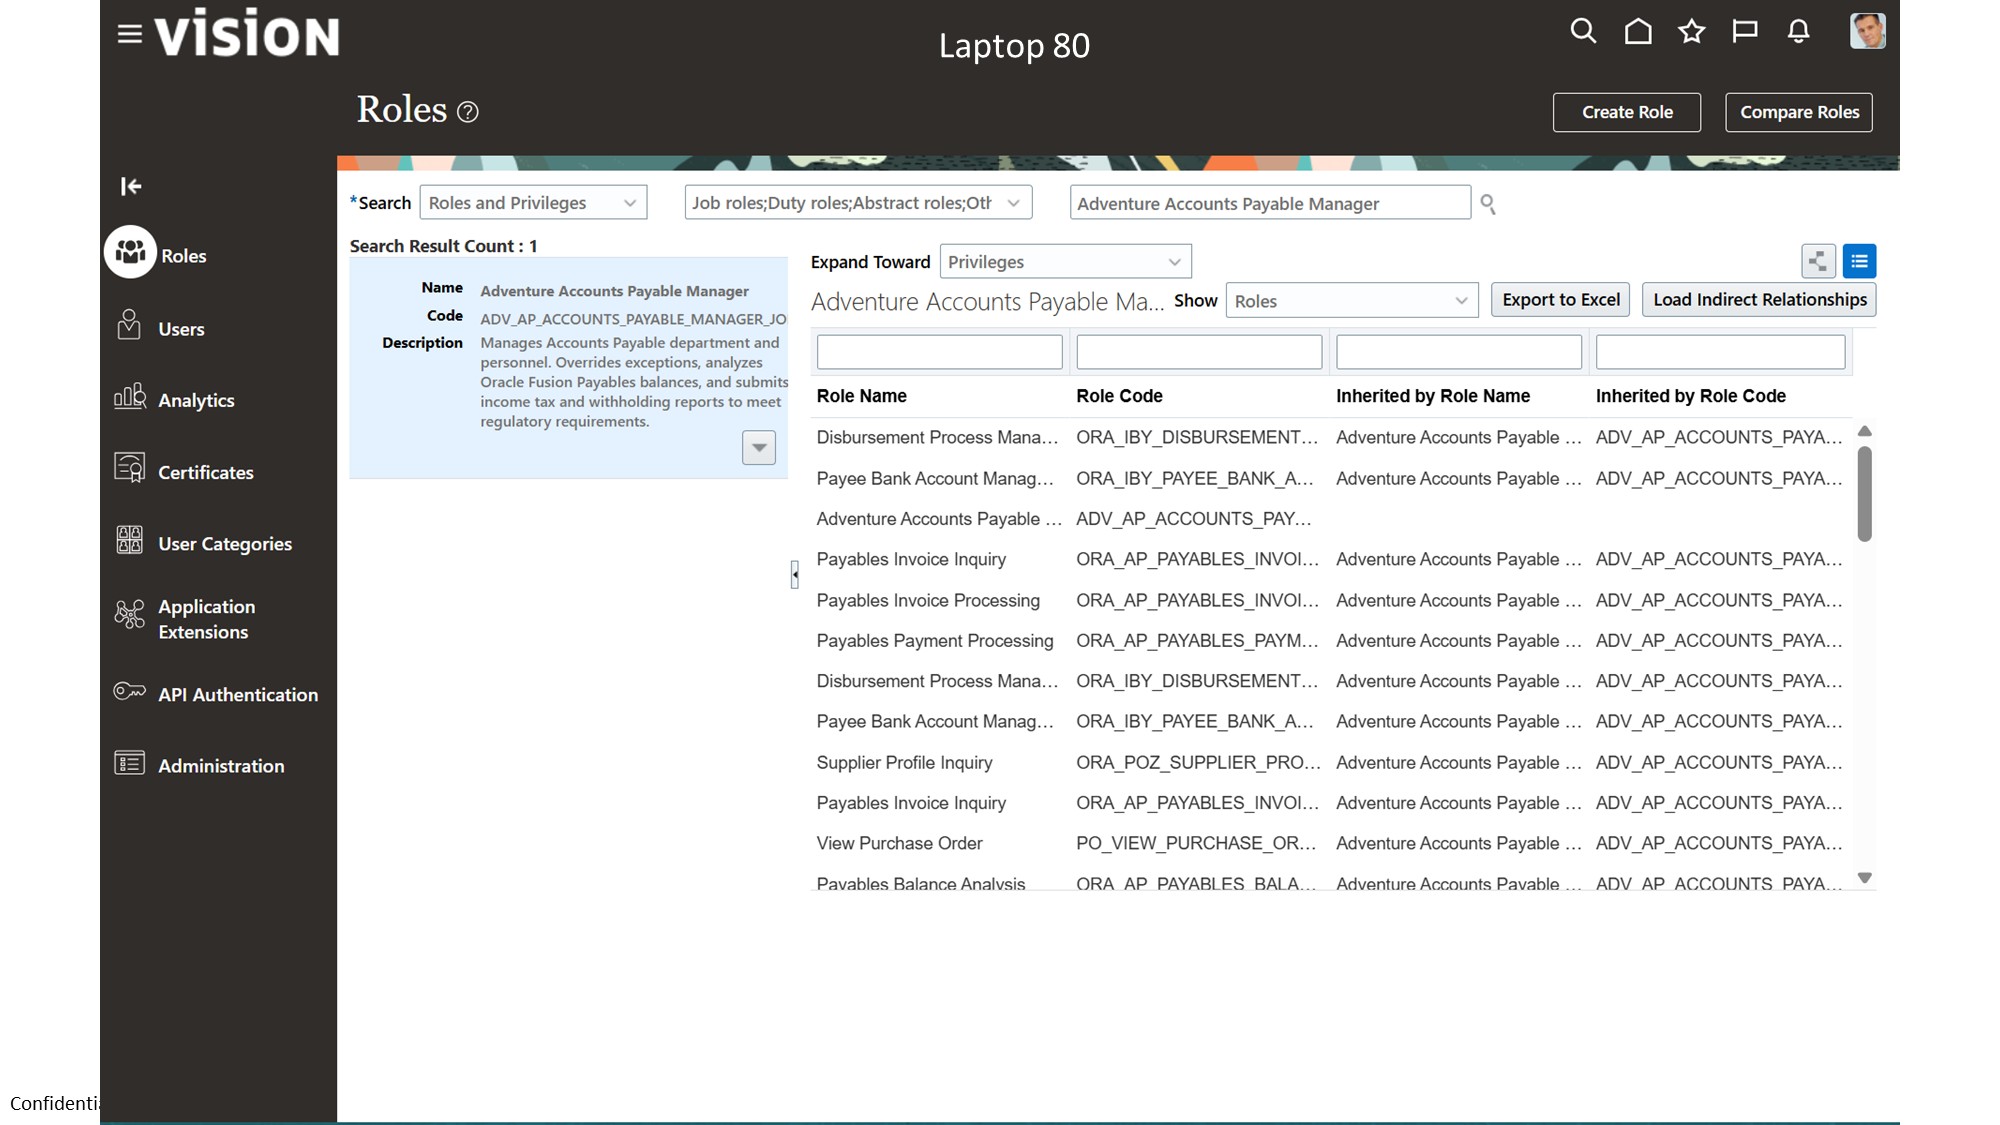 VISION
Laptop 80
Roles ?
Create Role
Compare Roles
Roles
Users
Analytics
Certificates
User Categories
Application
Extensions
API Authentication
Administration
*Search Roles and Privileges Job roles;Duty roles;Abstract roles;Oth Adventure Accounts Payable Manager
Search Result Count : 1
Name Adventure Accounts Payable Manager
Code ADV_AP_ACCOUNTS_PAYABLE_MANAGER_JO
Description Manages Accounts Payable department and
personnel. Overrides exceptions, analyzes
Oracle Fusion Payables balances, and submits
income tax and withholding reports to meet
regulatory requirements.
Expand Toward Privileges
Adventure Accounts Payable Ma... Show Roles Export to Excel Load Indirect Relationships
Role Name Role Code Inherited by Role Name Inherited by Role Code
Disbursement Process Mana... ORA_IBY_DISBURSEMENT... Adventure Accounts Payable ... ADV_AP_ACCOUNTS_PAYA...
Payee Bank Account Manag... ORA_IBY_PAYEE_BANK_A... Adventure Accounts Payable ... ADV_AP_ACCOUNTS_PAYA...
Adventure Accounts Payable ... ADV_AP_ACCOUNTS_PAY...
Payables Invoice Inquiry ORA_AP_PAYABLES_INVOI... Adventure Accounts Payable ... ADV_AP_ACCOUNTS_PAYA...
Payables Invoice Processing ORA_AP_PAYABLES_INVOI... Adventure Accounts Payable ... ADV_AP_ACCOUNTS_PAYA...
Payables Payment Processing ORA_AP_PAYABLES_PAYM... Adventure Accounts Payable ... ADV_AP_ACCOUNTS_PAYA...
Disbursement Process Mana... ORA_IBY_DISBURSEMENT... Adventure Accounts Payable ... ADV_AP_ACCOUNTS_PAYA...
Payee Bank Account Manag... ORA_IBY_PAYEE_BANK_A... Adventure Accounts Payable ... ADV_AP_ACCOUNTS_PAYA...
Supplier Profile Inquiry ORA_POZ_SUPPLIER_PRO... Adventure Accounts Payable ... ADV_AP_ACCOUNTS_PAYA...
Payables Invoice Inquiry ORA_AP_PAYABLES_INVOI... Adventure Accounts Payable ... ADV_AP_ACCOUNTS_PAYA...
View Purchase Order PO_VIEW_PURCHASE_OR... Adventure Accounts Payable ... ADV_AP_ACCOUNTS_PAYA...
Payables Balance Analysis ORA_AP_PAYABLES_BALA... Adventure Accounts Payable ... ADV_AP_ACCOUNTS_PAYA...
Confidentia